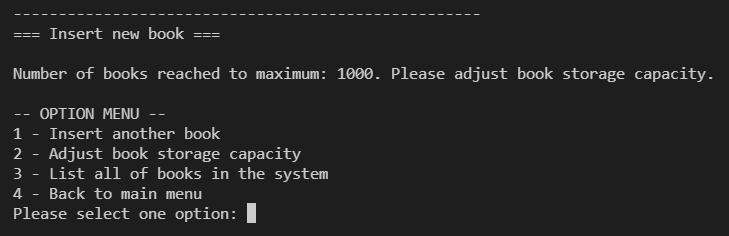 ----------------------------------------------------
=== Insert new book ===
Number of books reached to maximum: 1000. Please adjust book storage capacity.
-- OPTION MENU --
1 - Insert another book
2 - Adjust book storage capacity
3 - List all of books in the system
4 - Back to main menu
Please select one option: